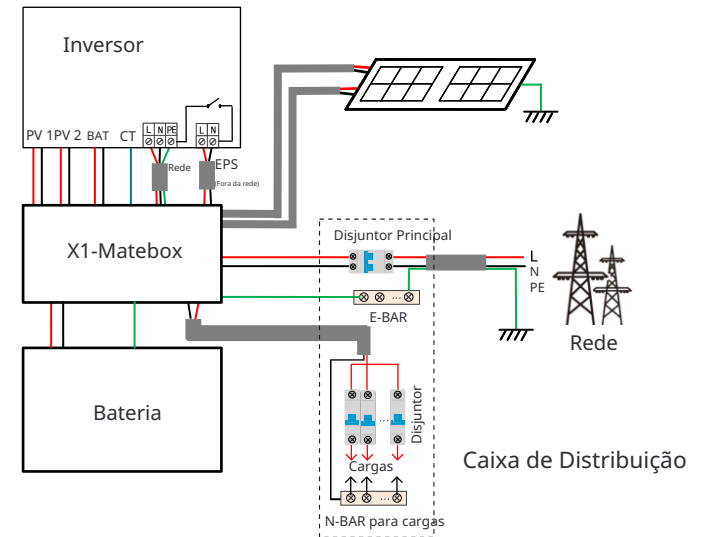 Inversor
PV 1 PV 2 BAT CT
L N PE
L N
Rede
EPS
(Fora da rede)
X1-Matebox
Disjuntor Principal
L
N
PE
E-BAR
Rede
Bateria
Disjuntor
Cargas
Caixa de Distribuição
N-BAR para cargas